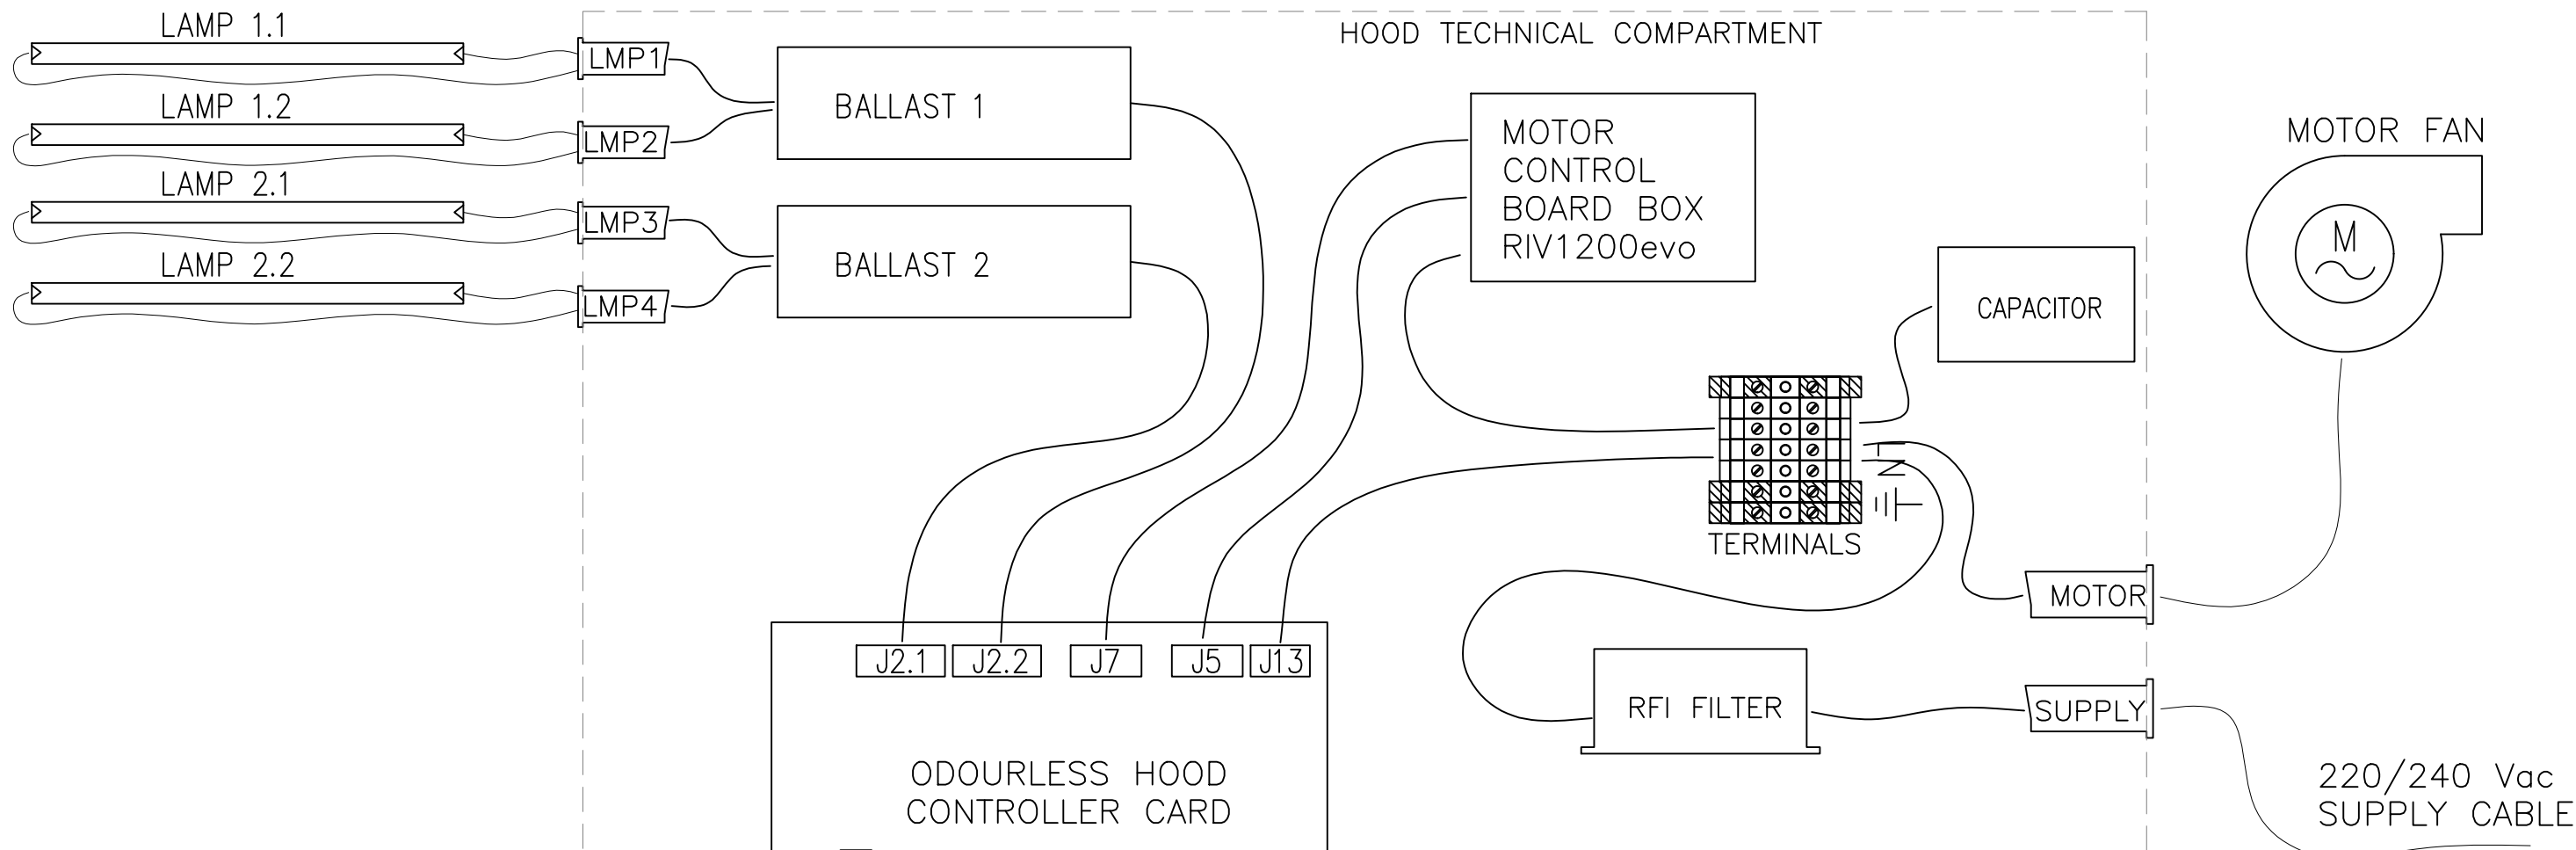 HOOD TECHNICAL COMPARTMENT
LAMP 1.1
LMP1
LAMP 1.2
LMP2
LAMP 2.1
LMP3
LAMP 2.2
LMP4
BALLAST 1
BALLAST 2
MOTOR
CONTROL
BOARD BOX
RIV1200evo
CAPACITOR
MOTOR FAN
M
L
N
TERMINALS
MOTOR
J2.1
J2.2
J7
J5
J13
RFI FILTER
SUPPLY
ODOURLESS HOOD
CONTROLLER CARD
220/240 Vac
SUPPLY CABLE